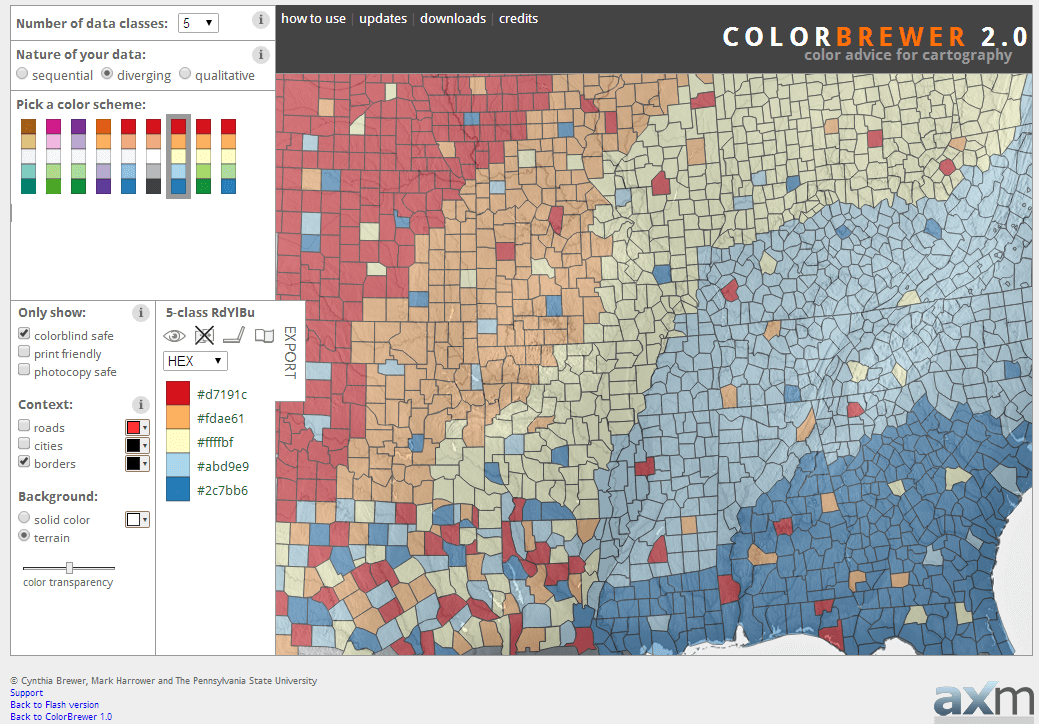 Number of data classes: 5
how to use | updates | downloads | credits
COLORBREWER 2.0
color advice for cartography
Nature of your data:
sequential diverging qualitative
Pick a color scheme:
Only show:
colorblind safe
print friendly
photocopy safe
Context:
roads
cities
borders
Background:
solid color
terrain
color transparency
5-class RdYlBu
HEX
EXPORT
#d7191c
#fdae61
#ffffbf
#abd9e9
#2c7bb6
© Cynthia Brewer, Mark Harrower and The Pennsylvania State University
Support
Back to Flash version
Back to ColorBrewer 1.0
axm